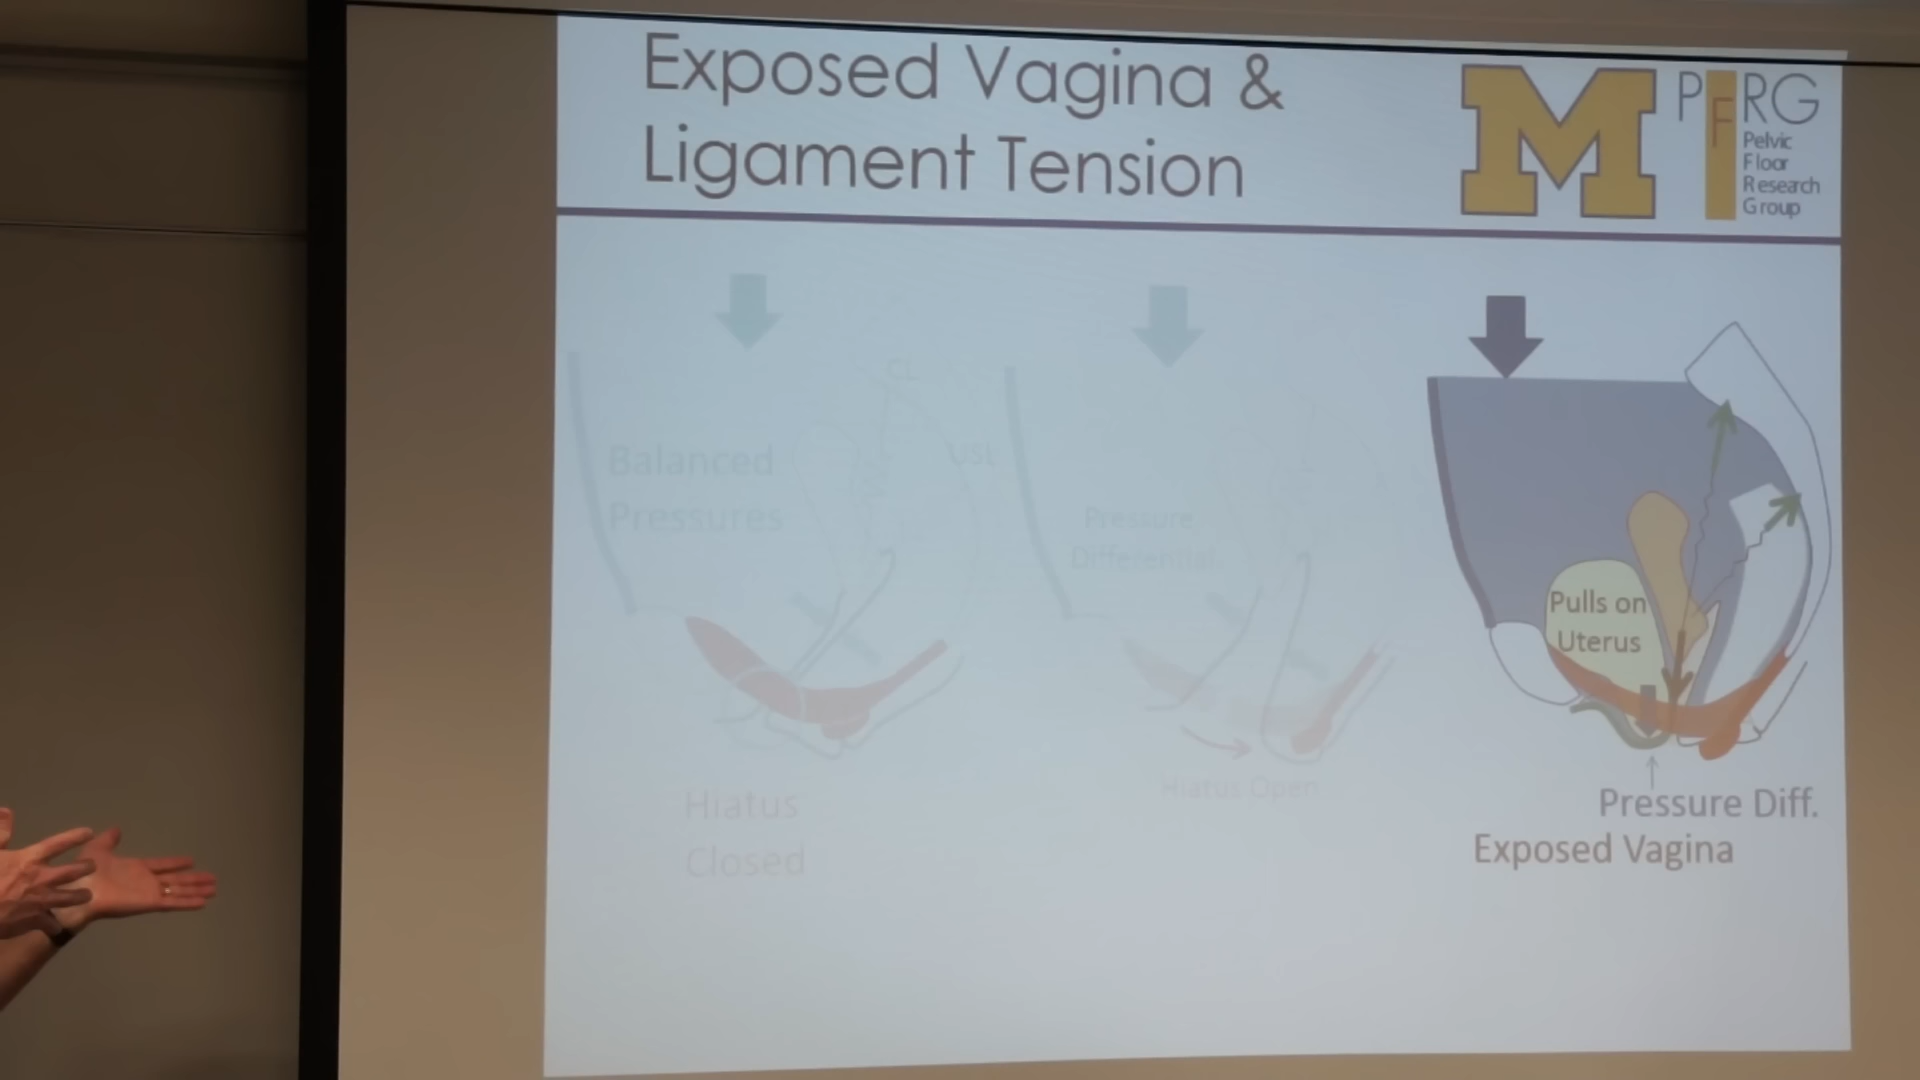 Exposed Vagina &
Ligament Tension
M
PFRG
Pelvic
Floor
Research
Group
CL
USL
Balanced
Pressures
Pressure
Differential
Pulls on
Uterus
Hiatus
Closed
Hiatus Open
Pressure Diff.
Exposed Vagina